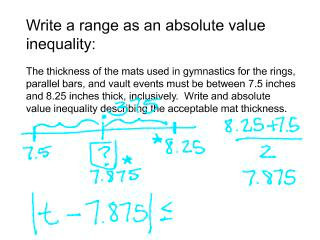 Write a range as an absolute value
inequality:
The thickness of the mats used in gymnastics for the rings,
parallel bars, and vault events must be between 7.5 inches
and 8.25 inches thick, inclusively. Write and absolute
value inequality describing the acceptable mat thickness.
.375
7.5
?
* *
8.25
7.875
8.25+7.5
2
7.875
|t - 7.875| ≤